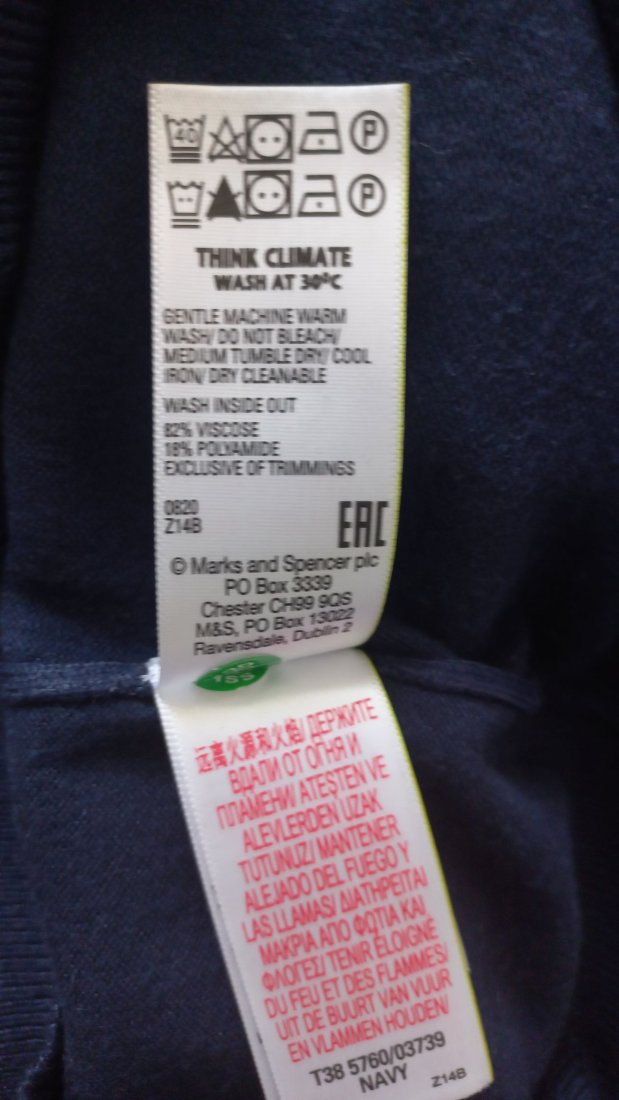 40
P
P
THINK CLIMATE
WASH AT 30°C
GENTLE MACHINE WARM
WASH/ DO NOT BLEACH/
MEDIUM TUMBLE DRY/ COOL
IRON/ DRY CLEANABLE
WASH INSIDE OUT
82% VISCOSE
18% POLYAMIDE
EXCLUSIVE OF TRIMMINGS
0820
Z14B
EAC
© Marks and Spencer plc
PO Box 3339
Chester CH99 9QS
M&S, PO Box 13022
Ravensdale, Dublin 2
1SS
远离火源和火焰/ ДЕРЖИТЕ
ВДАЛИ ОТ ОГНЯ И
ПЛАМЕНИ/ ATEŞTEN VE
ALEVLERDEN UZAK
TUTUNUZ/ MANTENER
ALEJADO DEL FUEGO Y
LAS LLAMAS/ ΔΙΑΤΗΡΕΙΤΑΙ
ΜΑΚΡΙΑ ΑΠΟ ΦΩΤΙΑ ΚΑΙ
ΦΛΟΓΕΣ/ TENIR ÉLOIGNÉ
DU FEU ET DES FLAMMES/
UIT DE BUURT VAN VUUR
EN VLAMMEN HOUDEN/
T38 5760/03739
NAVY
Z14B